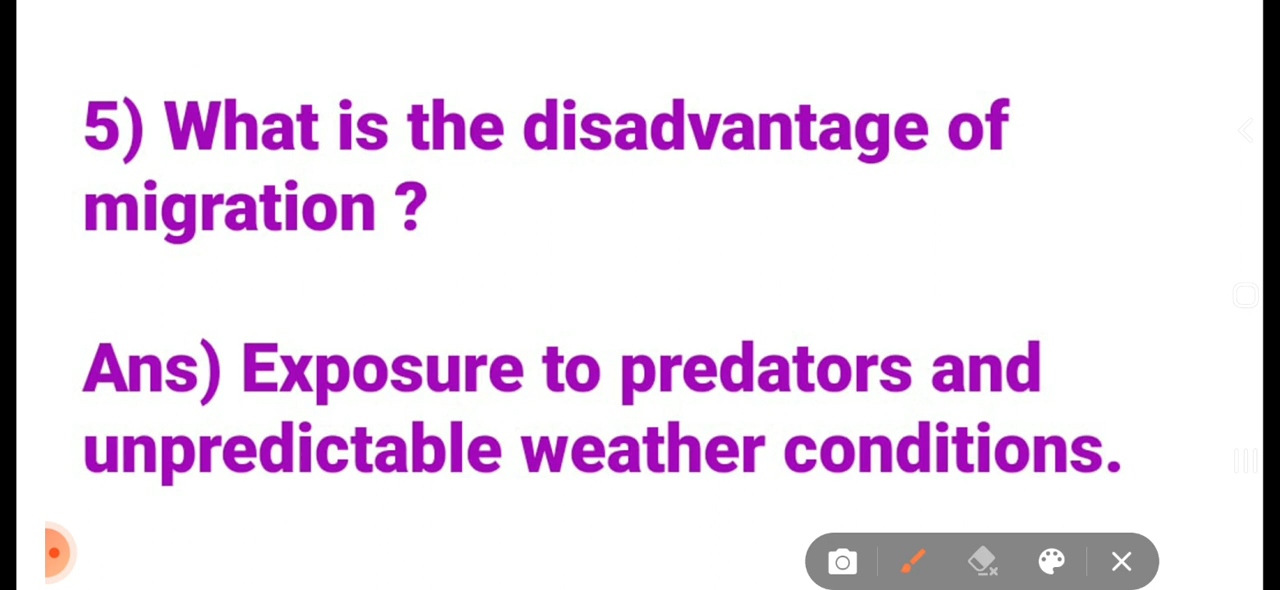 5) What is the disadvantage of
migration ?
Ans) Exposure to predators and
unpredictable weather conditions.